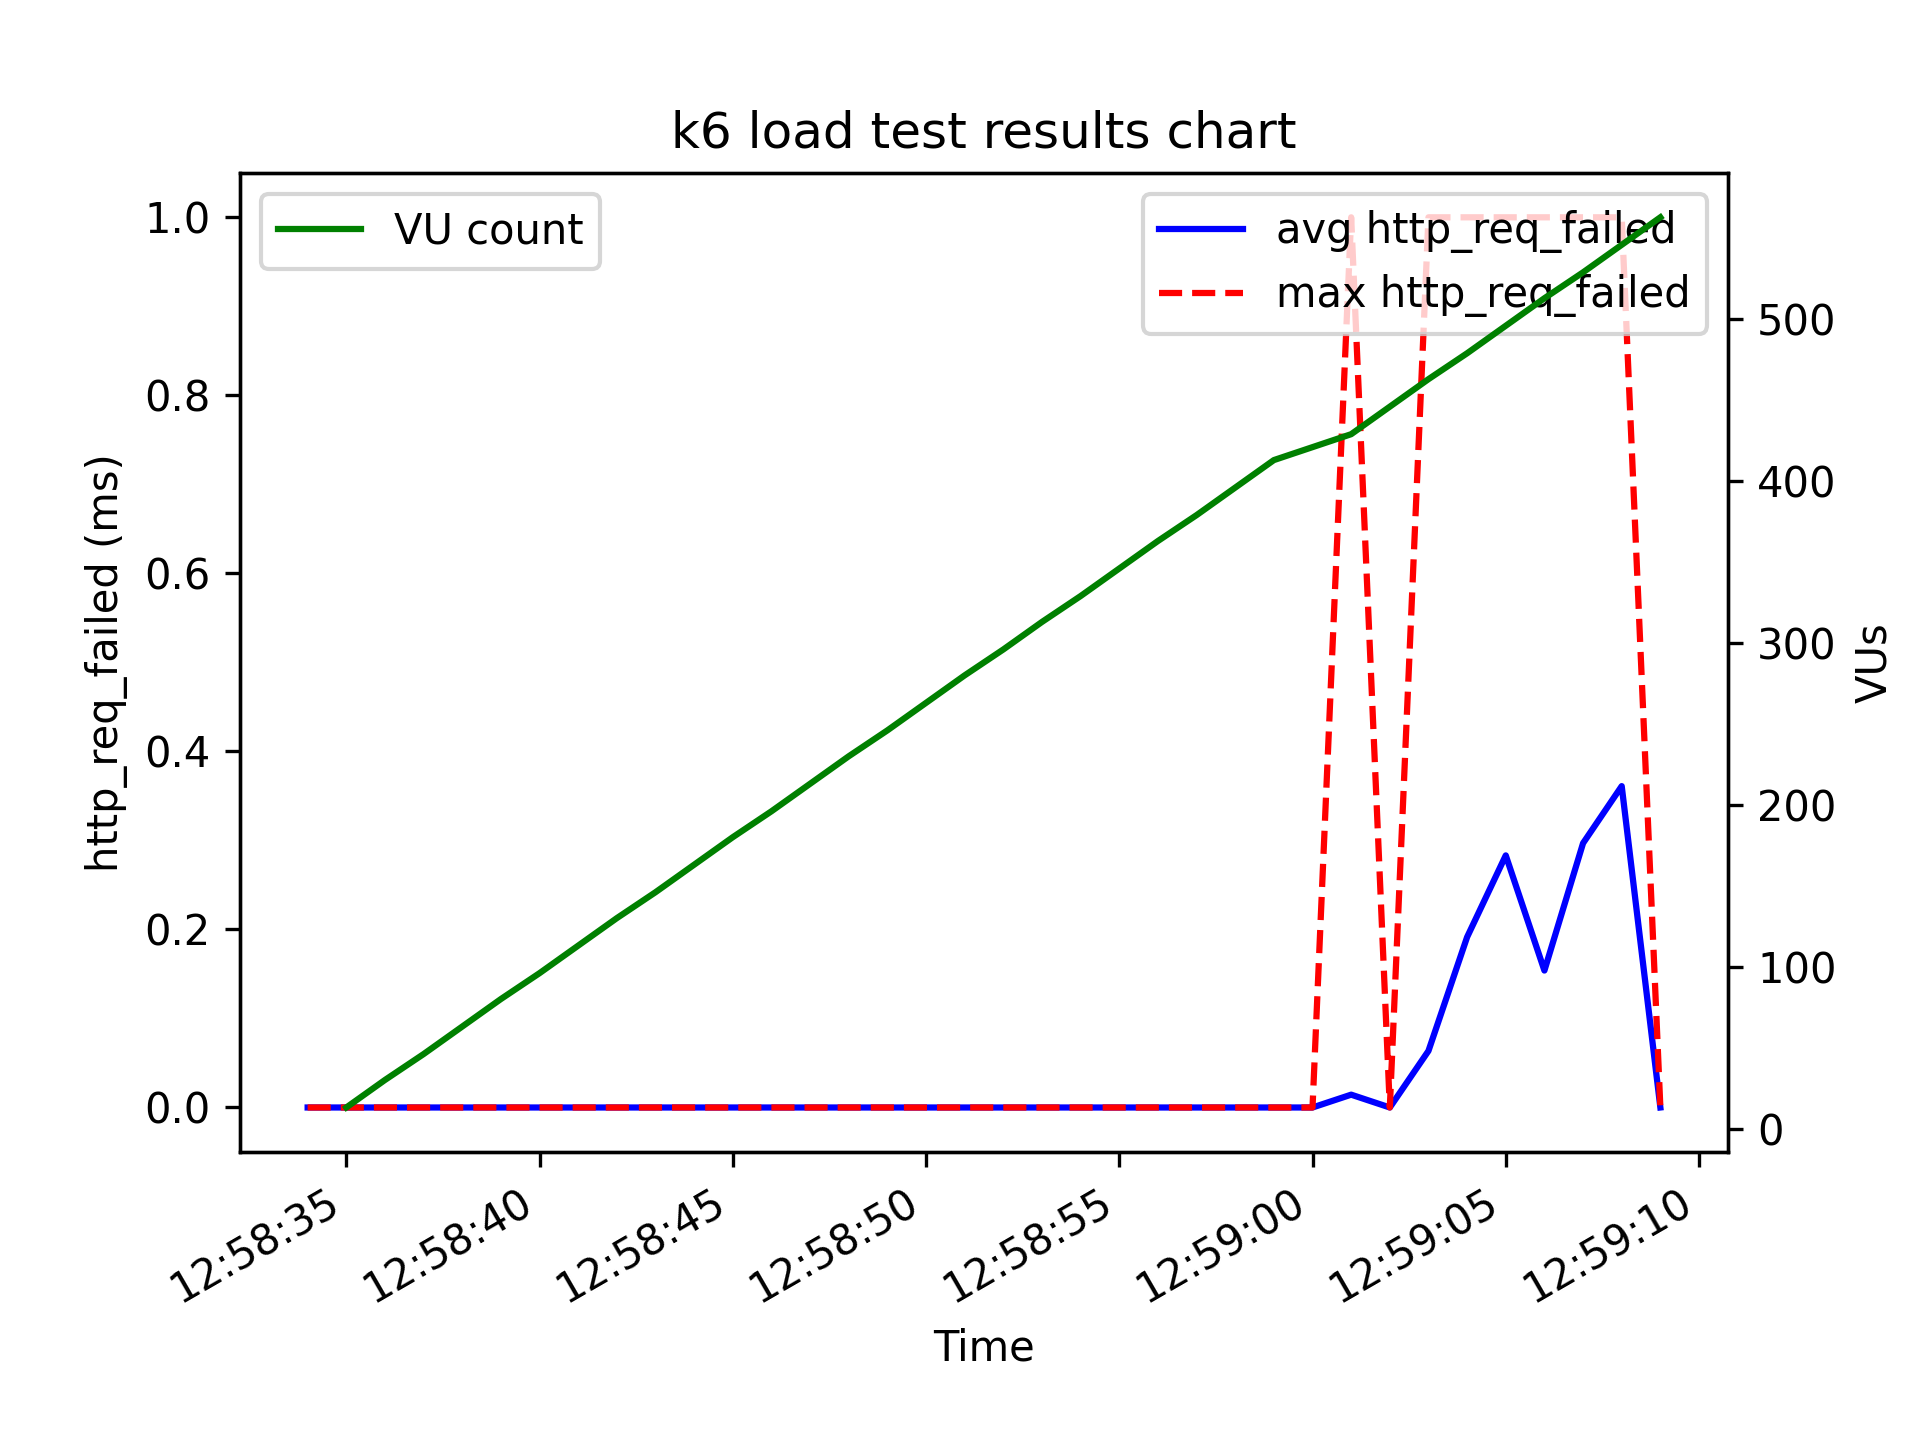 k6 load test results chart
VU count
avg http_req_failed
max http_req_failed
1.0
0.8
0.6
0.4
0.2
0.0
http_req_failed (ms)
500
400
300
200
100
0
VUs
12:58:35
12:58:40
12:58:45
12:58:50
12:58:55
12:59:00
12:59:05
12:59:10
Time